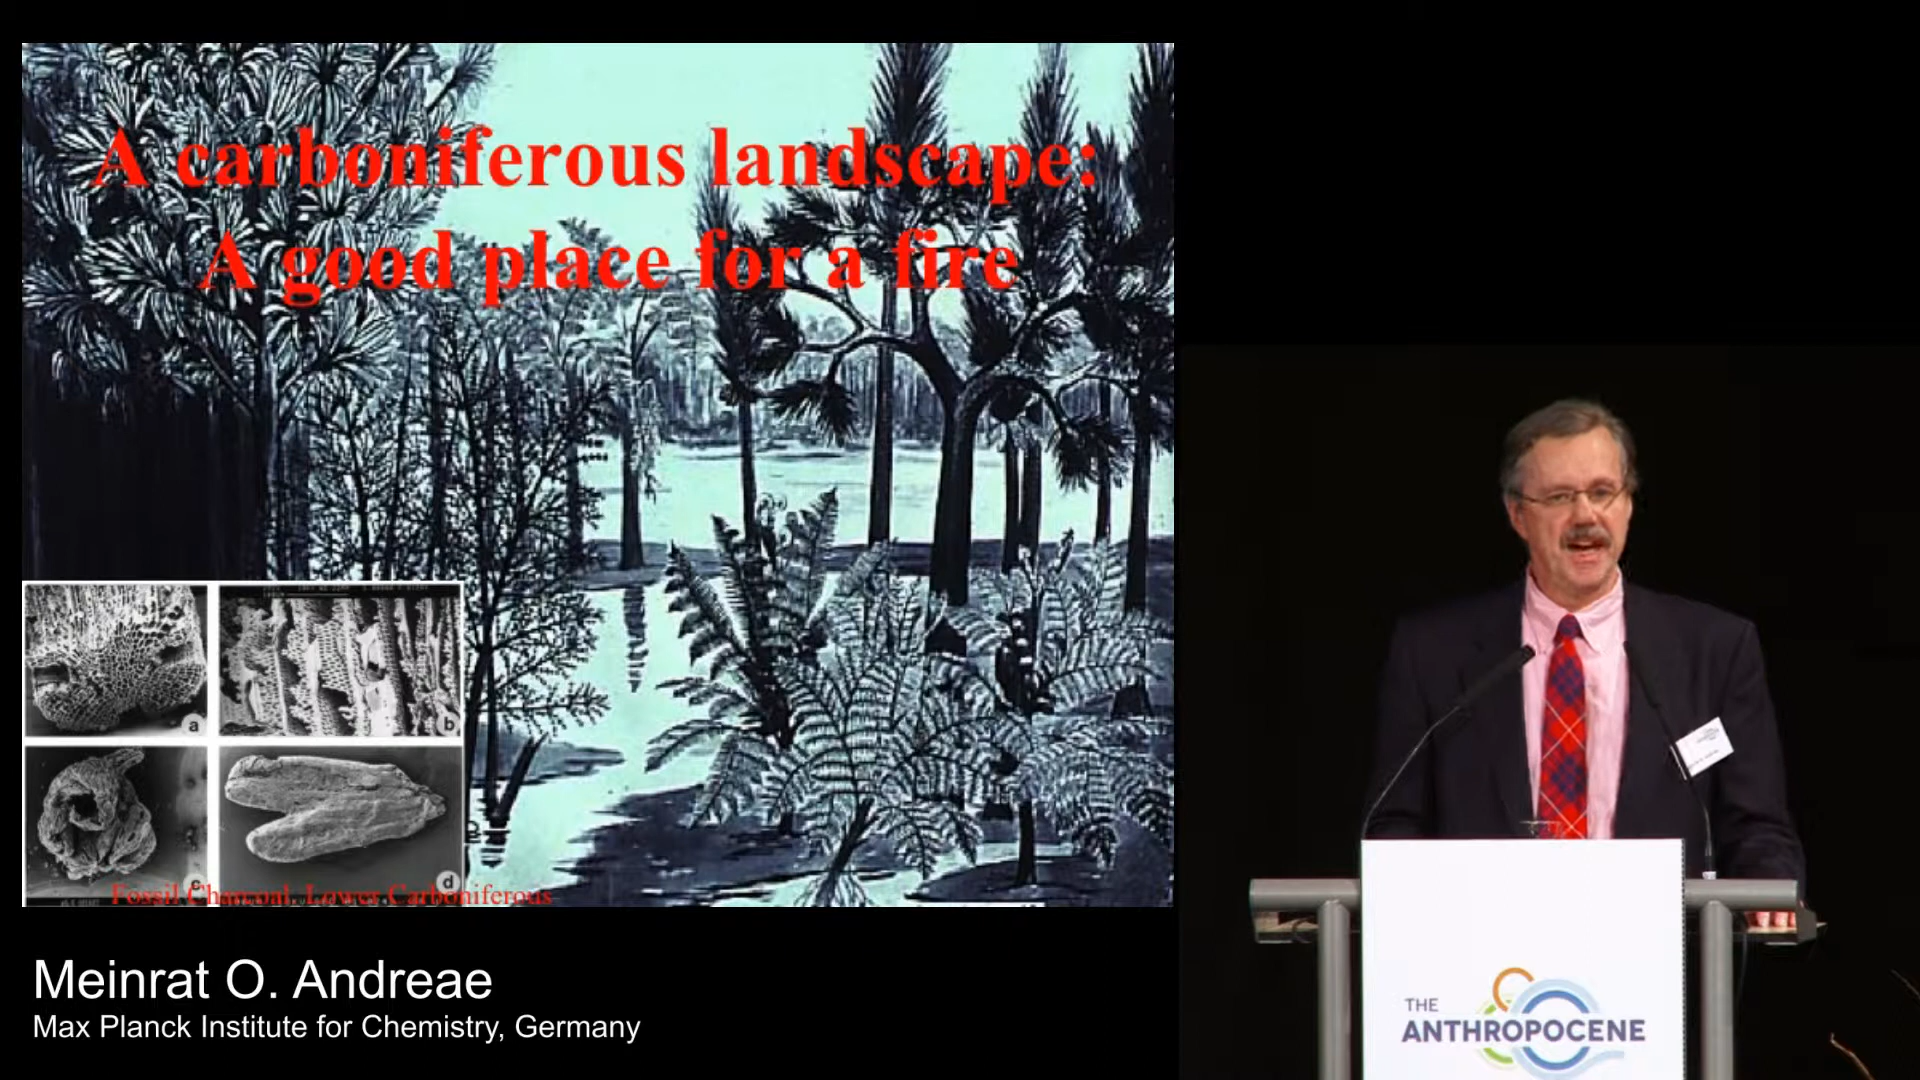 A carboniferous landscape:
A good place for a fire
a
b
c
d
Fossil Charcoal, Lower Carboniferous
Meinrat O. Andreae
Max Planck Institute for Chemistry, Germany
THE
ANTHROPOCENE